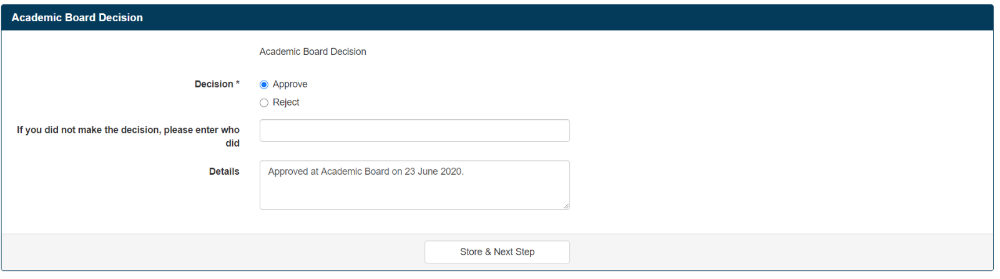 Academic Board Decision
Academic Board Decision
Decision *
Approve
Reject
If you did not make the decision, please enter who
did
Details
Approved at Academic Board on 23 June 2020.
Store & Next Step